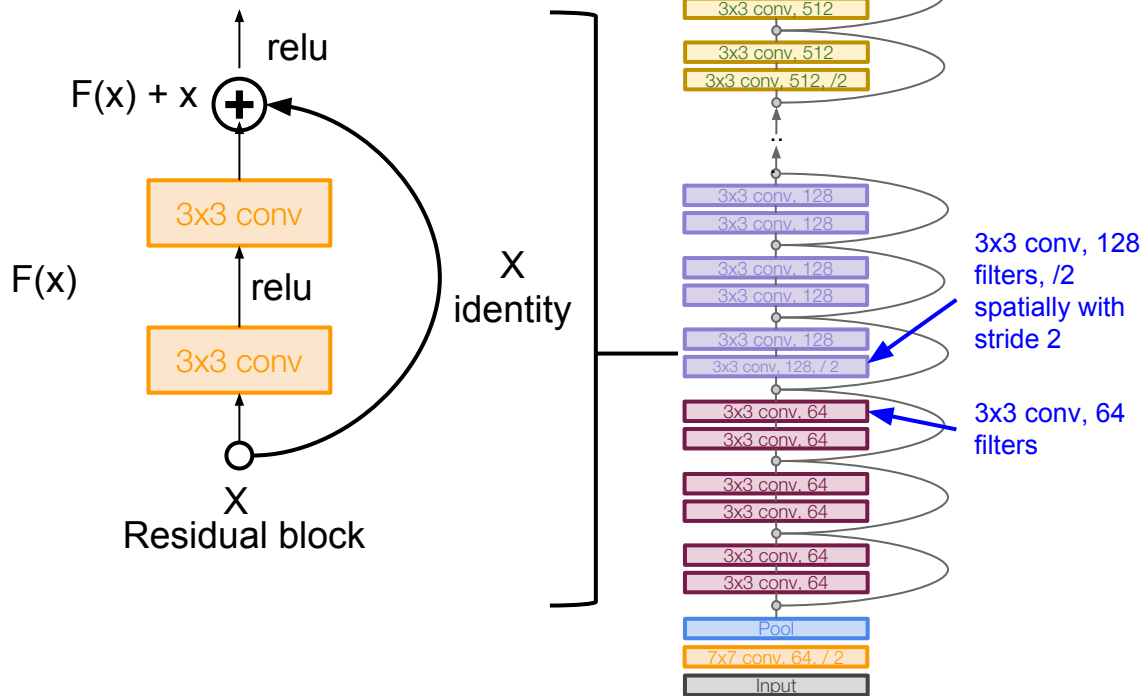 relu
F(x) + x
3x3 conv
F(x)
relu
3x3 conv
X
Residual block
X
identity
3x3 conv, 512
3x3 conv, 512
3x3 conv, 512, /2
..
.
3x3 conv, 128
3x3 conv, 128
3x3 conv, 128
3x3 conv, 128
3x3 conv, 128
3x3 conv, 128, / 2
3x3 conv, 64
3x3 conv, 64
3x3 conv, 64
3x3 conv, 64
3x3 conv, 64
3x3 conv, 64
Pool
7x7 conv, 64, / 2
Input
3x3 conv, 128
filters, /2
spatially with
stride 2
3x3 conv, 64
filters